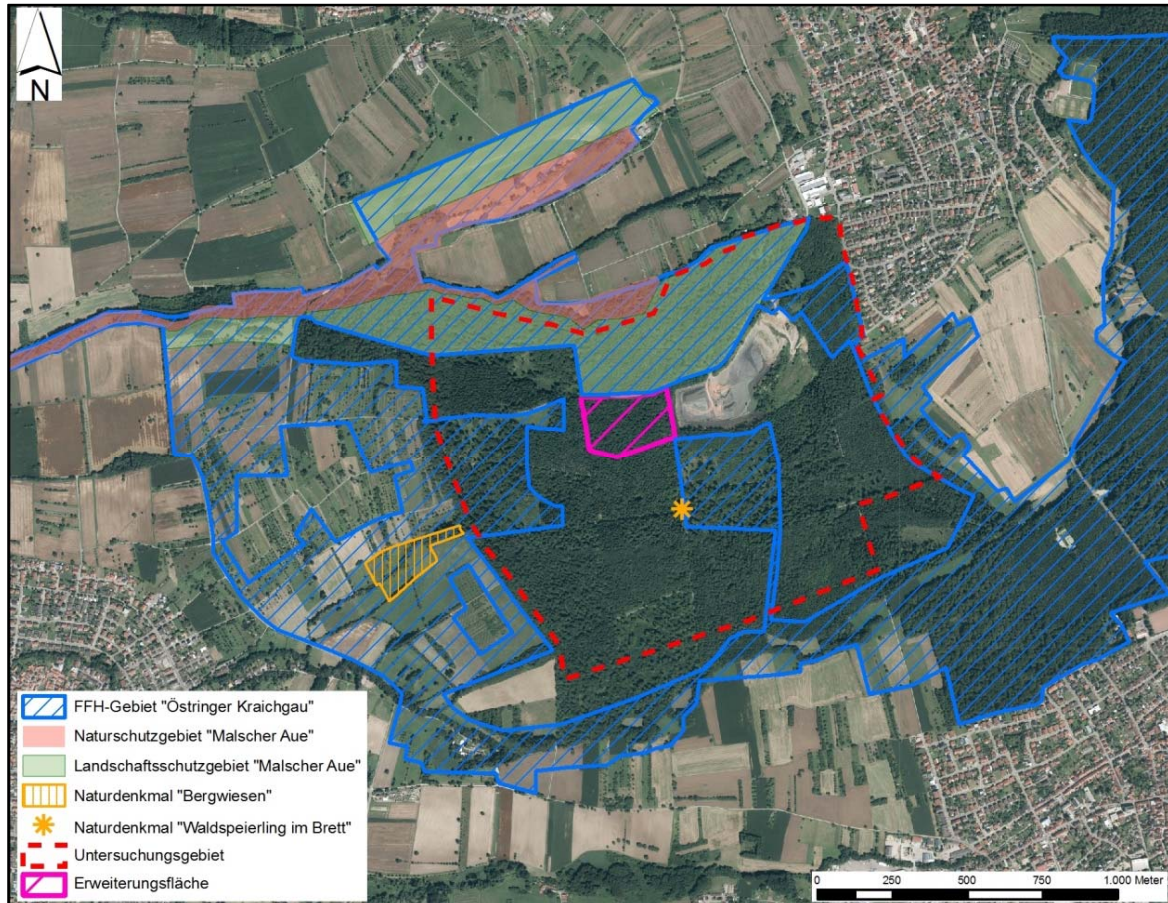 N
FFH-Gebiet "Östringer Kraichgau"
Naturschutzgebiet "Malscher Aue"
Landschaftsschutzgebiet "Malscher Aue"
Naturdenkmal "Bergwiesen"
Naturdenkmal "Waldspeierling im Brett"
Untersuchungsgebiet
Erweiterungsfläche
0 250 500 750 1.000 Meter